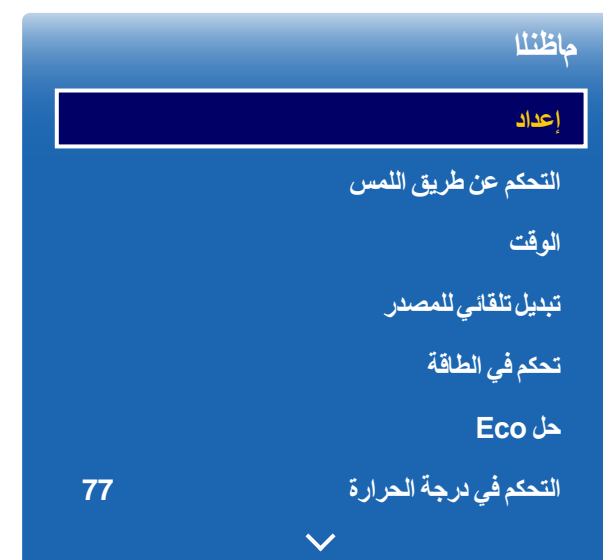 ماظنلا
إعداد
التحكم عن طريق اللمس
الوقت
تبديل تلقائي للمصدر
تحكم في الطاقة
حل Eco
التحكم في درجة الحرارة 77